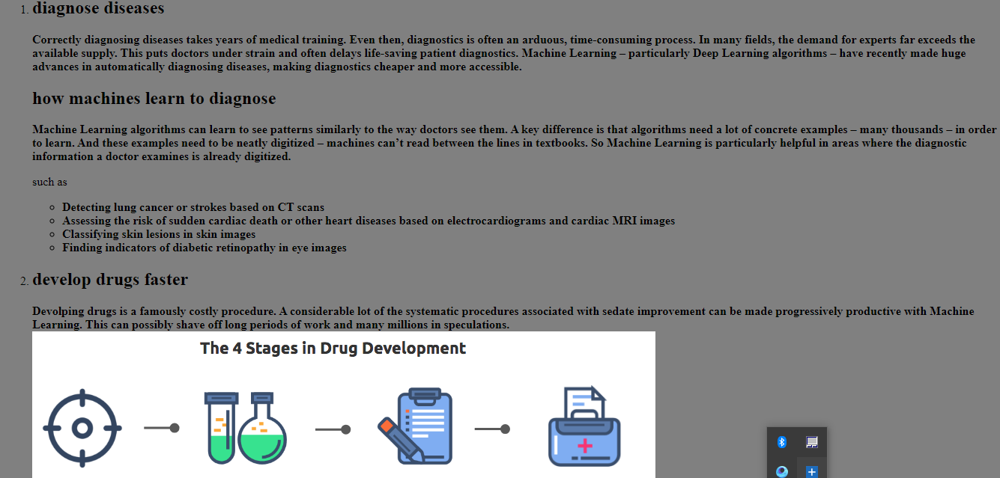 1. diagnose diseases
Correctly diagnosing diseases takes years of medical training. Even then, diagnostics is often an arduous, time-consuming process. In many fields, the demand for experts far exceeds the
available supply. This puts doctors under strain and often delays life-saving patient diagnostics. Machine Learning – particularly Deep Learning algorithms – have recently made huge
advances in automatically diagnosing diseases, making diagnostics cheaper and more accessible.
how machines learn to diagnose
Machine Learning algorithms can learn to see patterns similarly to the way doctors see them. A key difference is that algorithms need a lot of concrete examples – many thousands – in order
to learn. And these examples need to be neatly digitized – machines can’t read between the lines in textbooks. So Machine Learning is particularly helpful in areas where the diagnostic
information a doctor examines is already digitized.
such as
Detecting lung cancer or strokes based on CT scans
Assessing the risk of sudden cardiac death or other heart diseases based on electrocardiograms and cardiac MRI images
Classifying skin lesions in skin images
Finding indicators of diabetic retinopathy in eye images
2. develop drugs faster
Devolping drugs is a famously costly procedure. A considerable lot of the systematic procedures associated with sedate improvement can be made progressively productive with Machine
Learning. This can possibly shave off long periods of work and many millions in speculations.
The 4 Stages in Drug Development